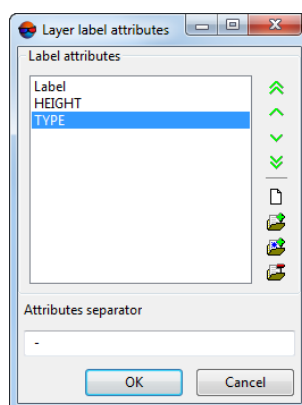 Layer label attributes
Label attributes
Label
HEIGHT
TYPE
Attributes separator
-
OK
Cancel